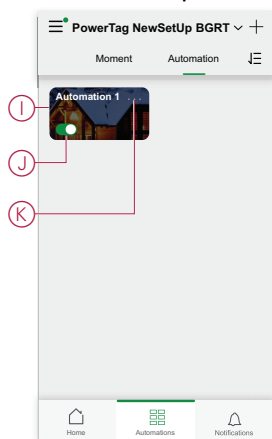 PowerTag NewSetUp BGRT
Moment Automation
I Automation 1 ...
J
K
Home Automations Notifications